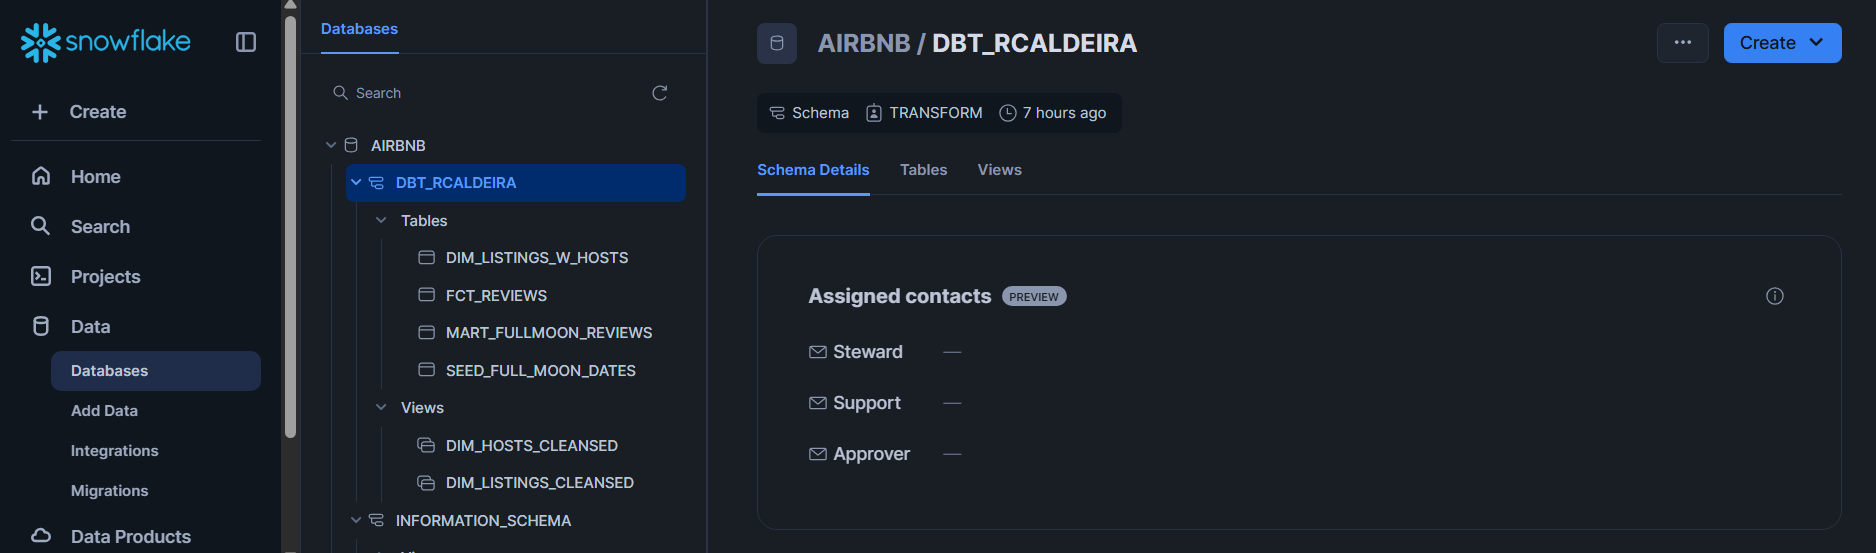 snowflake
Create
Home
Search
Projects
Data
Databases
Add Data
Integrations
Migrations
Data Products
Databases
Search
AIRBNB
DBT_RCALDEIRA
Tables
DIM_LISTINGS_W_HOSTS
FCT_REVIEWS
MART_FULLMOON_REVIEWS
SEED_FULL_MOON_DATES
Views
DIM_HOSTS_CLEANSED
DIM_LISTINGS_CLEANSED
INFORMATION_SCHEMA
AIRBNB / DBT_RCALDEIRA
... Create
Schema TRANSFORM 7 hours ago
Schema Details Tables Views
Assigned contacts PREVIEW
Steward —
Support —
Approver —